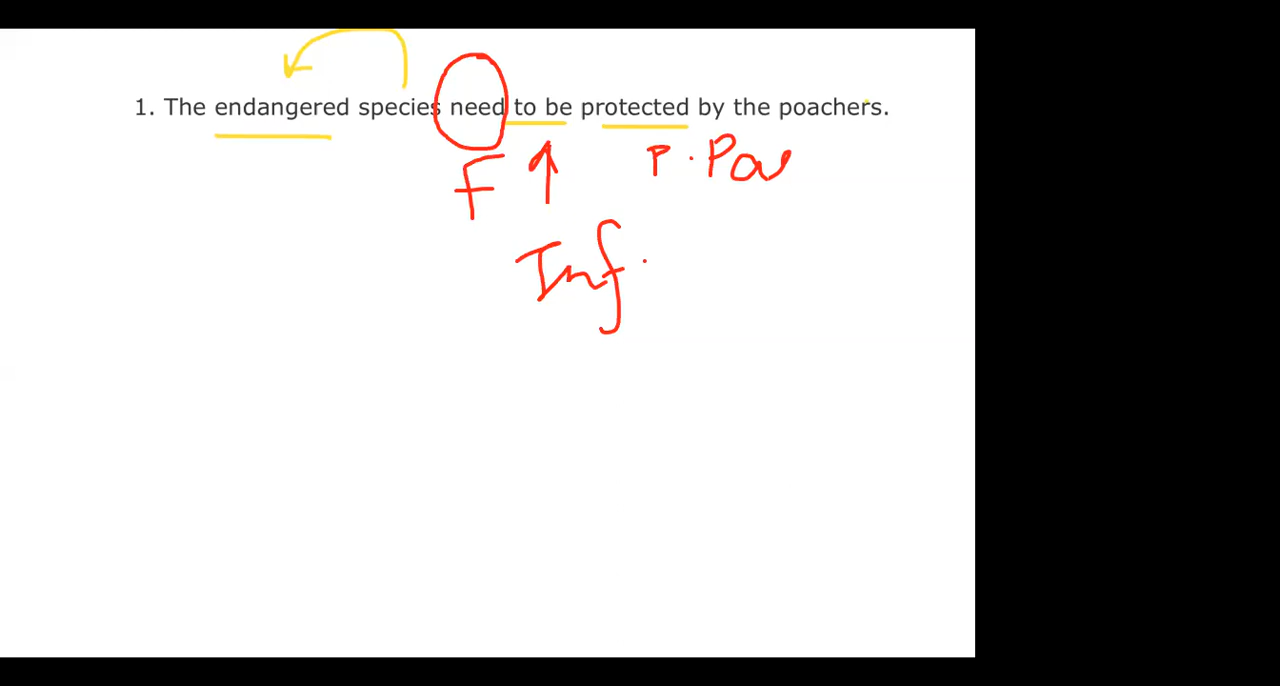 1. The endangered species need to be protected by the poachers.
F P. Par
Inf.